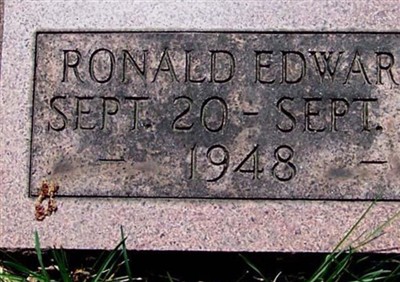 RONALD EDWAR
SEPT. 20 - SEPT.
- 1948 -